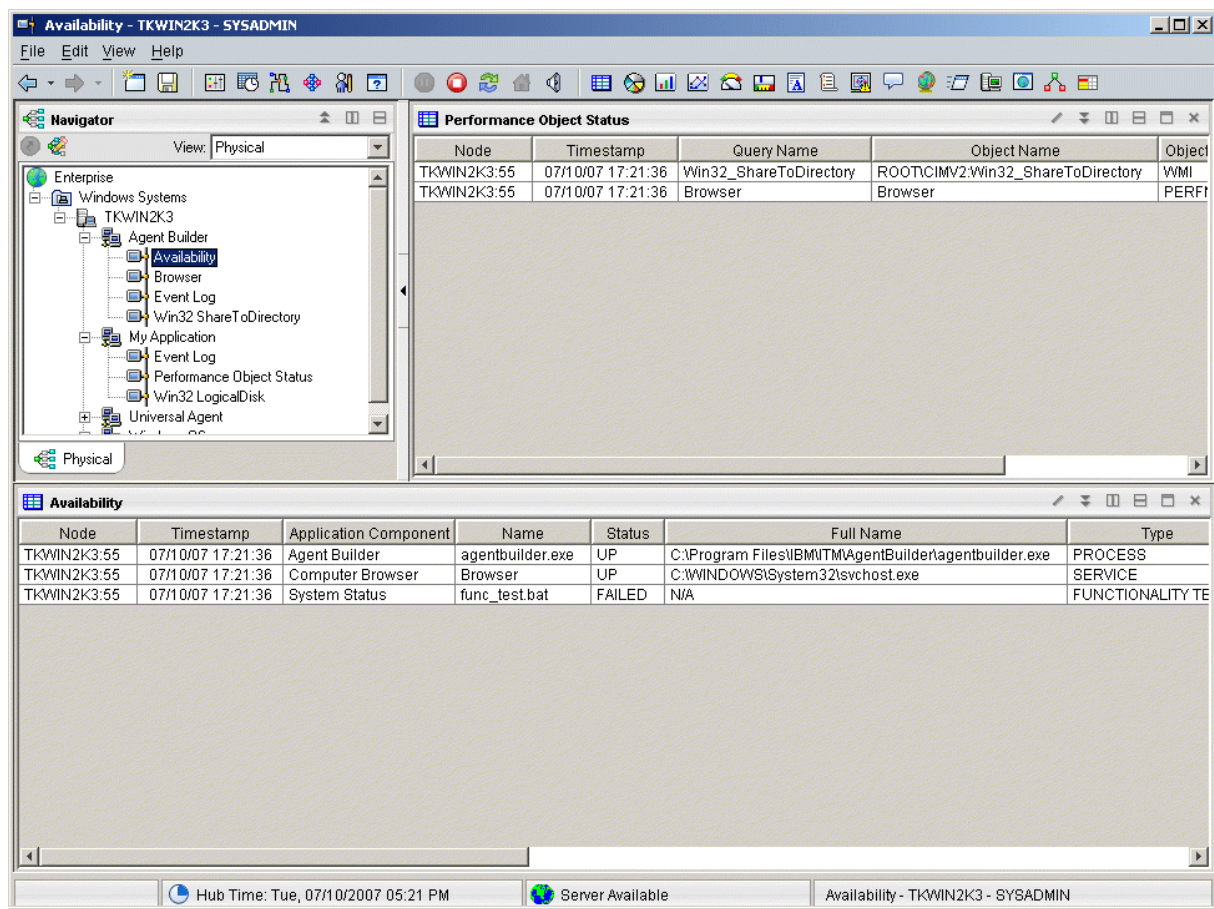 Availability - TKWIN2K3 - SYSADMIN
File Edit View Help
Navigator
View: Physical
Enterprise
Windows Systems
TKWIN2K3
Agent Builder
Availability
Browser
Event Log
Win32 ShareToDirectory
My Application
Event Log
Performance Object Status
Win32 LogicalDisk
Universal Agent
Physical
Performance Object Status
Node Timestamp Query Name Object Name Object
TKWIN2K3:55 07/10/07 17:21:36 Win32_ShareToDirectory ROOT\CIMV2:Win32_ShareToDirectory WMI
TKWIN2K3:55 07/10/07 17:21:36 Browser Browser
Availability
Node Timestamp Application Component Name Status Full Name Type
TKWIN2K3:55 07/10/07 17:21:36 Agent Builder agentbuilder.exe UP C:\Program Files\IBM\ITM\AgentBuilder\agentbuilder.exe PROCESS
TKWIN2K3:55 07/10/07 17:21:36 Computer Browser Browser UP C:\WINDOWS\System32\svchost.exe SERVICE
TKWIN2K3:55 07/10/07 17:21:36 System Status func_test.bat FAILED N/A FUNCTIONALITY TE
Hub Time: Tue, 07/10/2007 05:21 PM
Server Available
Availability - TKWIN2K3 - SYSADMIN